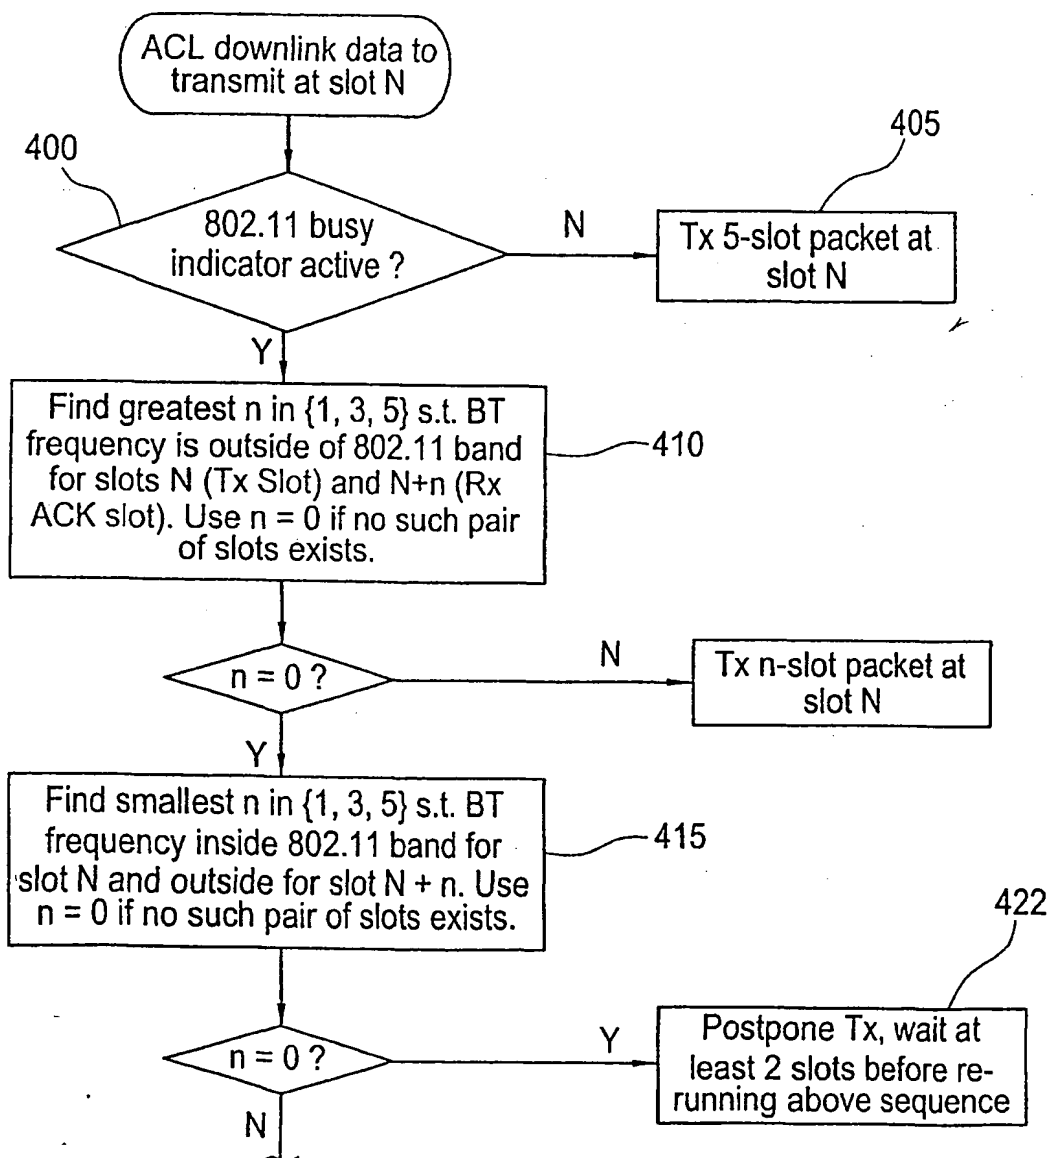 ACL downlink data to
transmit at slot N
400
405
802.11 busy
indicator active ?
N
Tx 5-slot packet at
slot N
Y
Find greatest n in {1, 3, 5} s.t. BT
frequency is outside of 802.11 band
for slots N (Tx Slot) and N+n (Rx
ACK slot). Use n = 0 if no such pair
of slots exists.
410
n = 0 ?
N
Tx n-slot packet at
slot N
Y
Find smallest n in {1, 3, 5} s.t. BT
frequency inside 802.11 band for
slot N and outside for slot N + n. Use
n = 0 if no such pair of slots exists.
415
422
n = 0 ?
Y
Postpone Tx, wait at
least 2 slots before re-
running above sequence
N